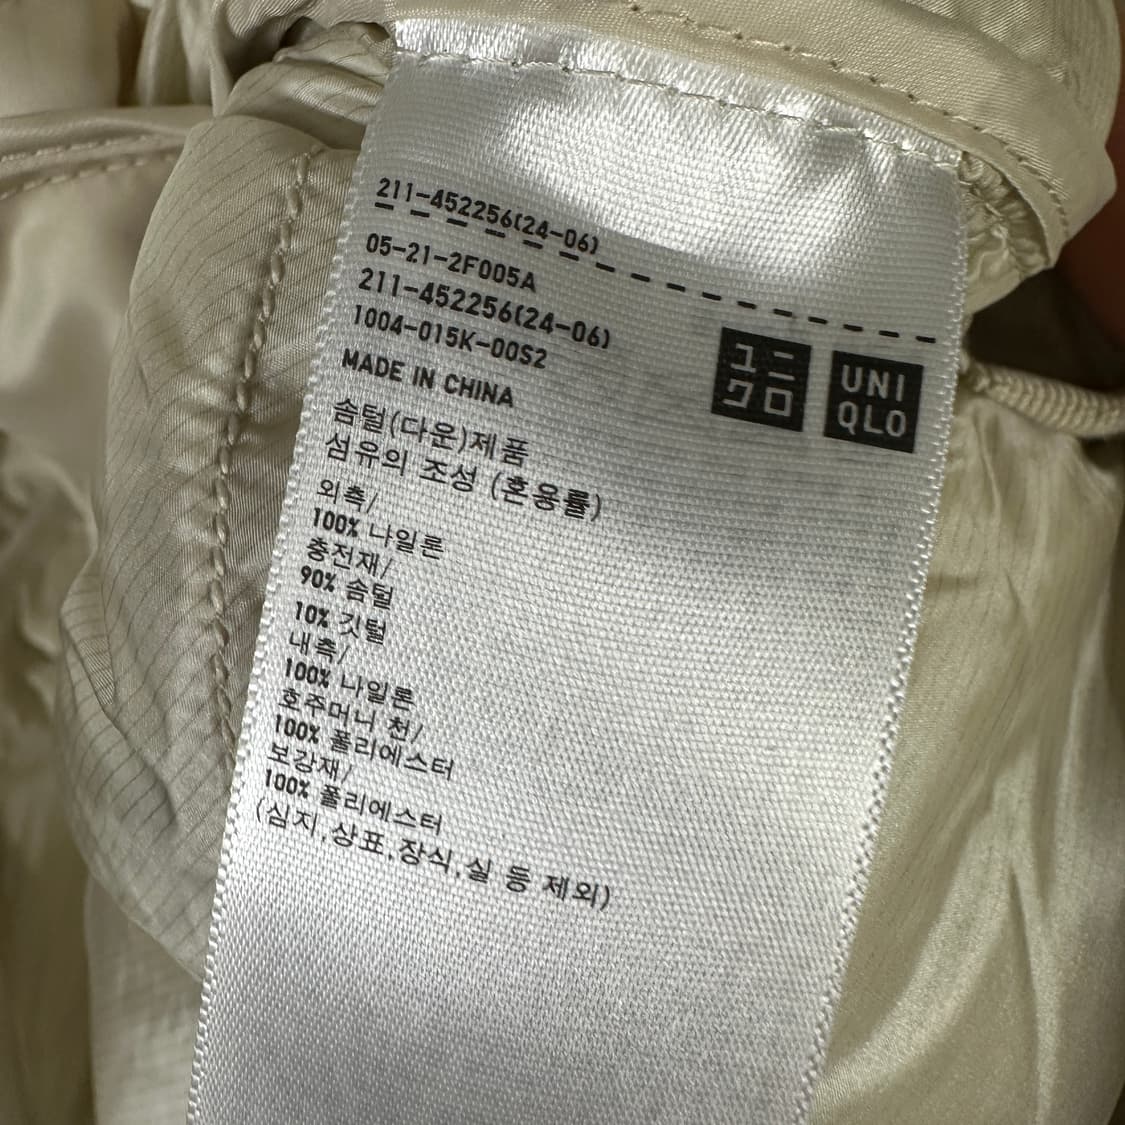 211-452256(24-06)
05-21-2F005A
211-452256(24-06)
1004-015K-00S2
MADE IN CHINA
ユニ
クロ
UNI
QLO
솜털(다운)제품
섬유의 조성 (혼용률)
외측/
100% 나일론
충전재/
90% 솜털
10% 깃털
내측/
100% 나일론
호주머니 천/
100% 폴리에스터
보강재/
100% 폴리에스터
(심지,상표,장식,실 등 제외)